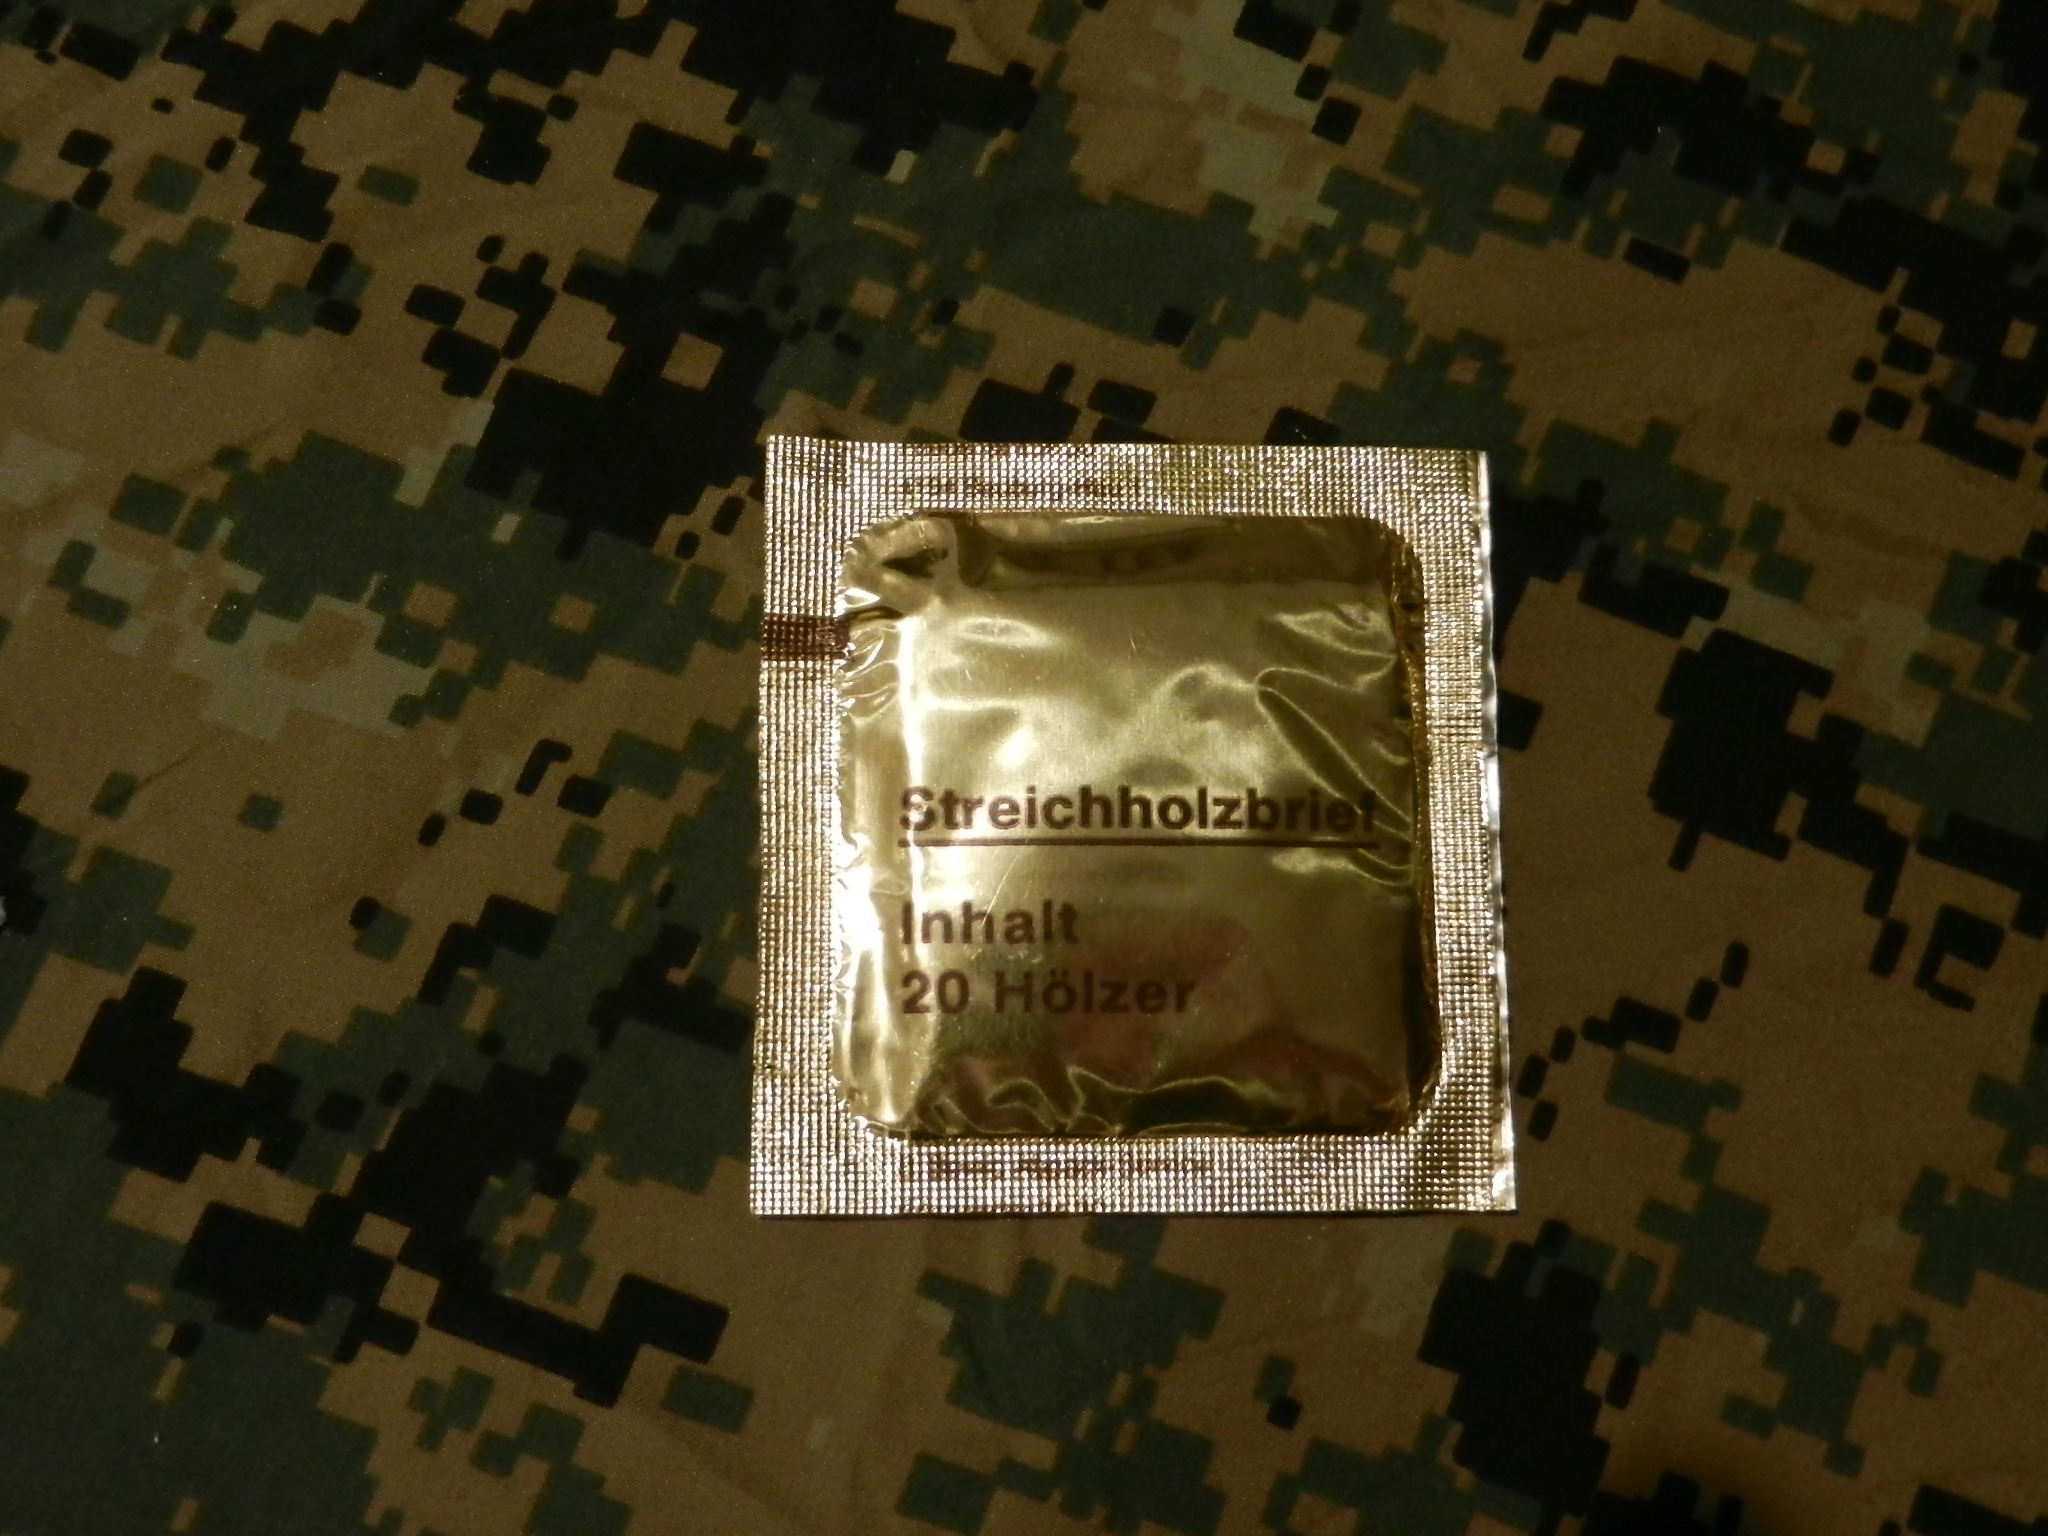 Streichholzbrief
Inhalt
20 Hölzer